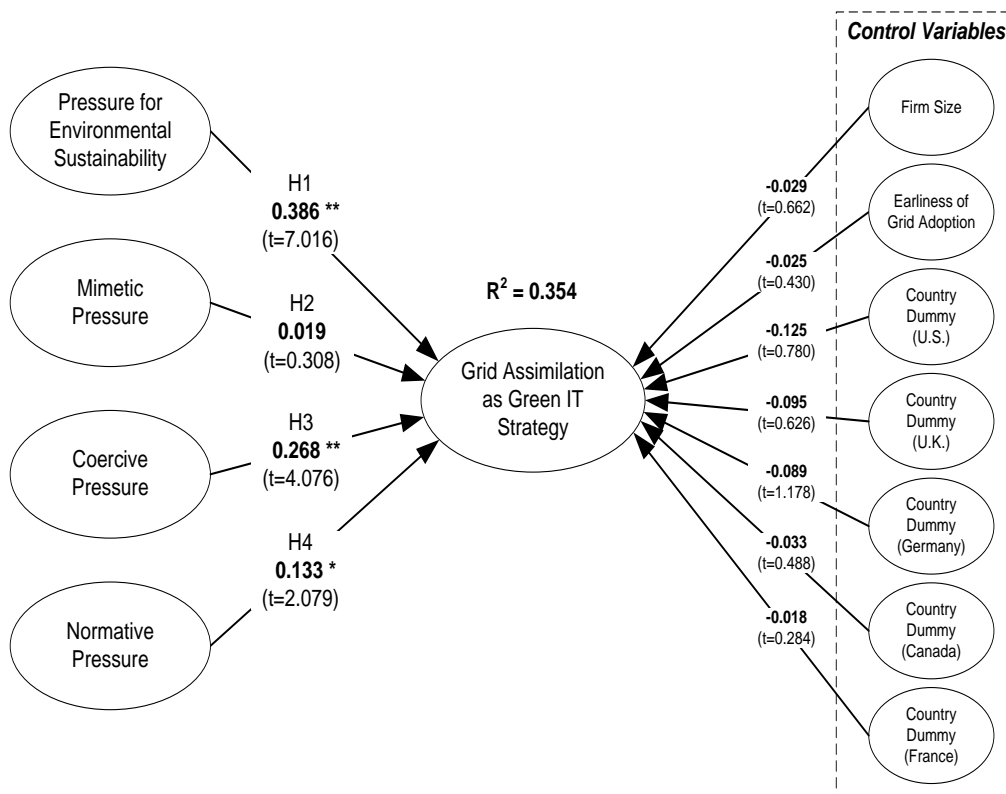 Control Variables
Pressure for
Environmental
Sustainability
H1
0.386 **
(t=7.016)
Mimetic
Pressure
H2
0.019
(t=0.308)
Coercive
Pressure
H3
0.268 **
(t=4.076)
Normative
Pressure
H4
0.133 *
(t=2.079)
R² = 0.354
Grid Assimilation
as Green IT
Strategy
-0.029
(t=0.662)
-0.025
(t=0.430)
-0.125
(t=0.780)
-0.095
(t=0.626)
-0.089
(t=1.178)
-0.033
(t=0.488)
-0.018
(t=0.284)
Firm Size
Earliness of
Grid Adoption
Country
Dummy
(U.S.)
Country
Dummy
(U.K.)
Country
Dummy
(Germany)
Country
Dummy
(Canada)
Country
Dummy
(France)